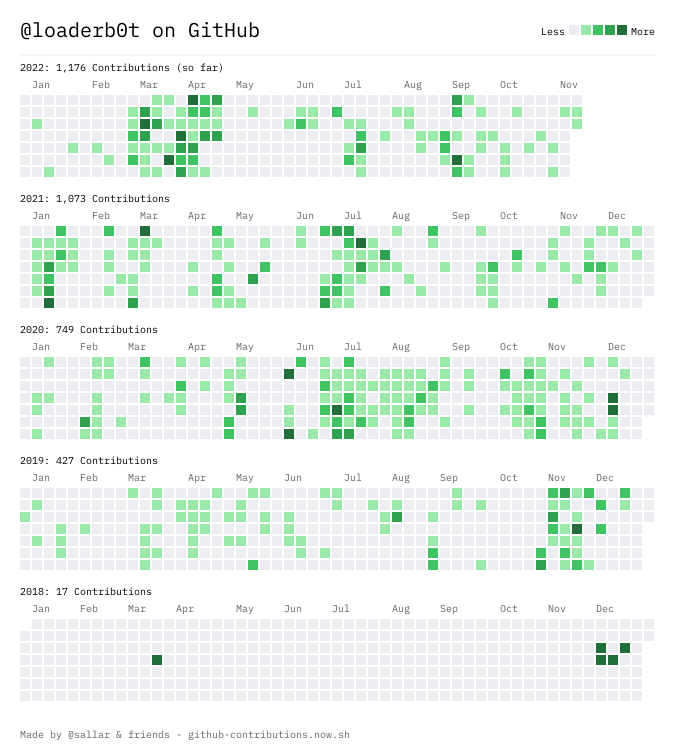 @loaderb0t on GitHub
Less More
2022: 1,176 Contributions (so far)
Jan Feb Mar Apr May Jun Jul Aug Sep Oct Nov
2021: 1,073 Contributions
Jan Feb Mar Apr May Jun Jul Aug Sep Oct Nov Dec
2020: 749 Contributions
Jan Feb Mar Apr May Jun Jul Aug Sep Oct Nov Dec
2019: 427 Contributions
Jan Feb Mar Apr May Jun Jul Aug Sep Oct Nov Dec
2018: 17 Contributions
Jan Feb Mar Apr May Jun Jul Aug Sep Oct Nov Dec
Made by @sallar & friends - github-contributions.now.sh